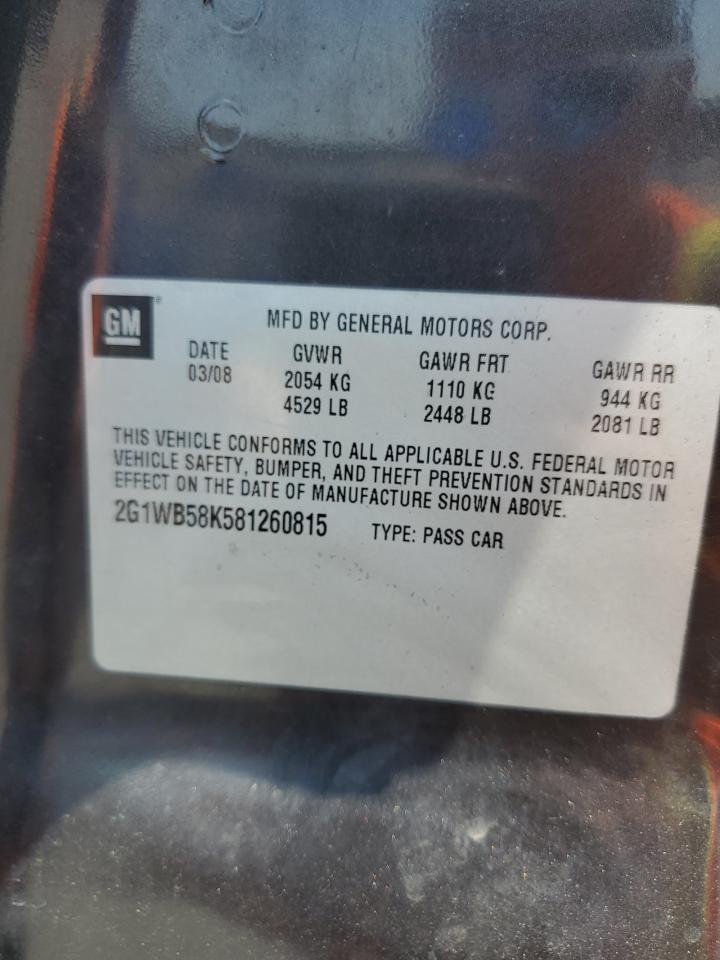 GM®
MFD BY GENERAL MOTORS CORP.
DATE GVWR GAWR FRT GAWR RR
03/08 2054 KG 1110 KG 944 KG
4529 LB 2448 LB 2081 LB
THIS VEHICLE CONFORMS TO ALL APPLICABLE U.S. FEDERAL MOTOR
VEHICLE SAFETY, BUMPER, AND THEFT PREVENTION STANDARDS IN
EFFECT ON THE DATE OF MANUFACTURE SHOWN ABOVE.
2G1WB58K581260815 TYPE: PASS CAR